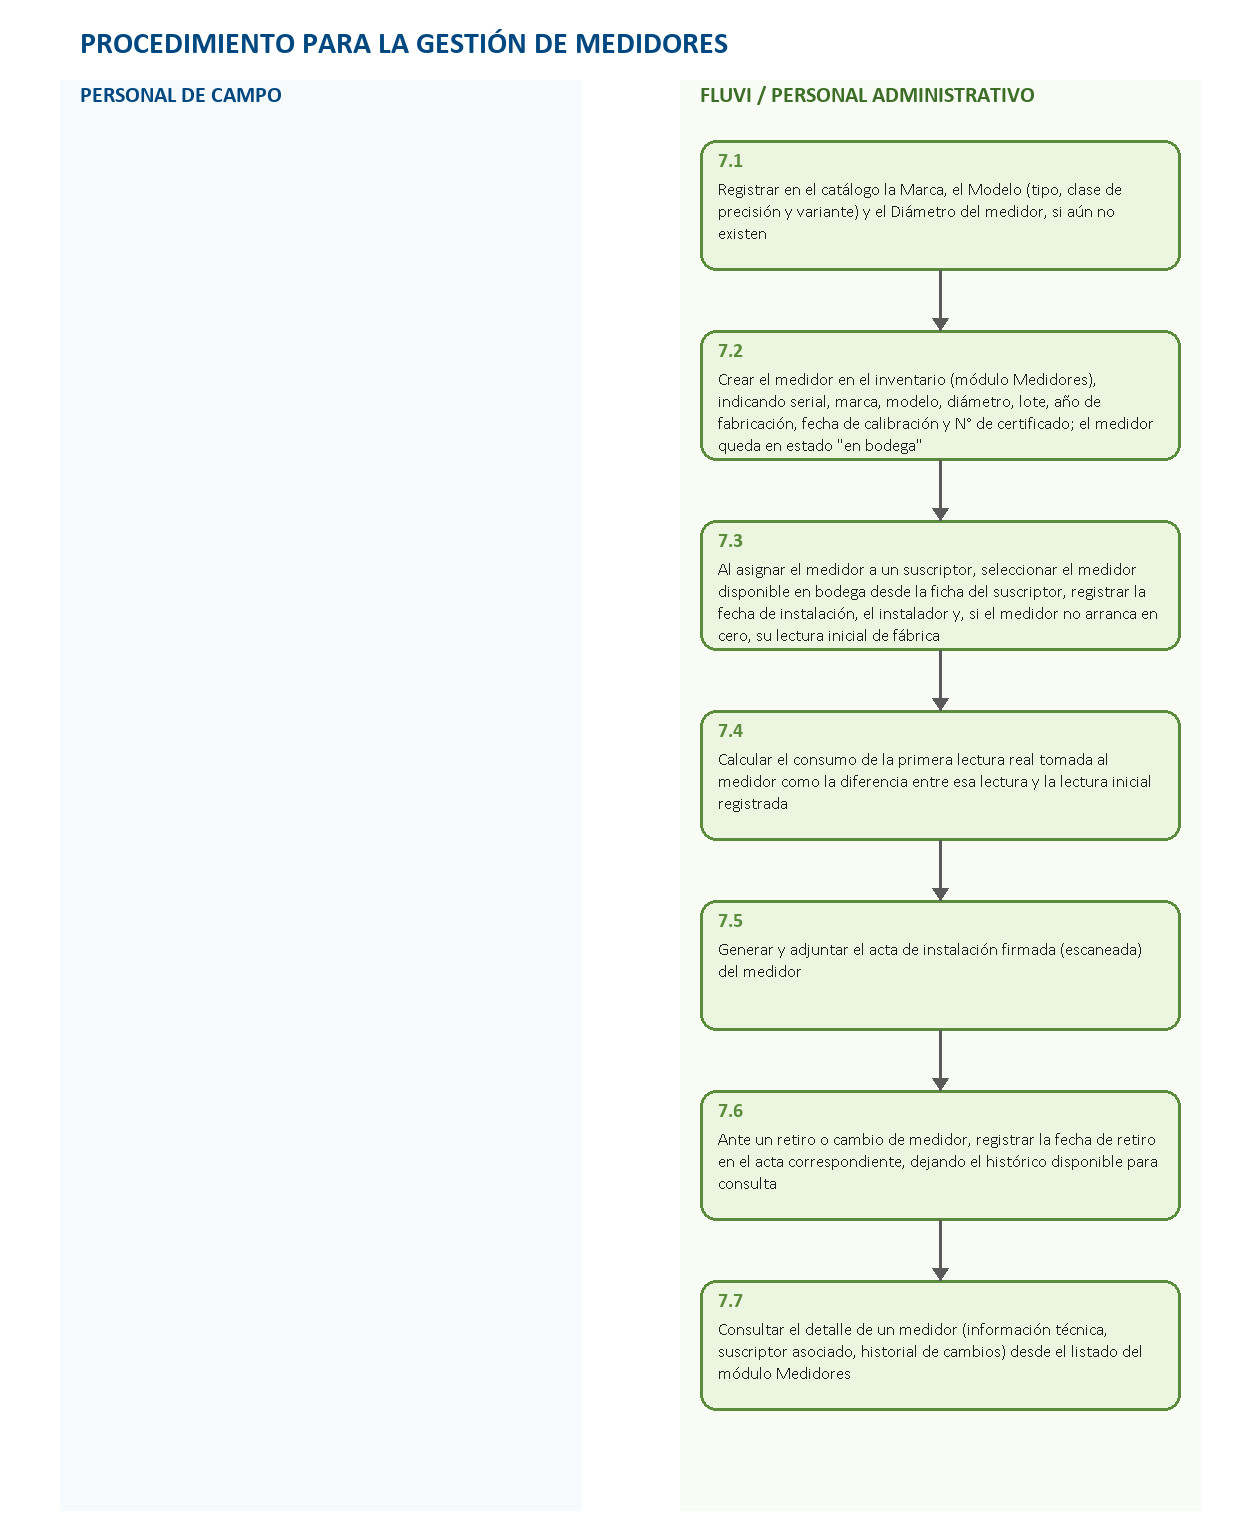 PROCEDIMIENTO PARA LA GESTIÓN DE MEDIDORES
PERSONAL DE CAMPO
FLUVI / PERSONAL ADMINISTRATIVO
7.1
Registrar en el catálogo la Marca, el Modelo (tipo, clase de
precisión y variante) y el Diámetro del medidor, si aún no
existen
7.2
Crear el medidor en el inventario (módulo Medidores),
indicando serial, marca, modelo, diámetro, lote, año de
fabricación, fecha de calibración y N° de certificado; el medidor
queda en estado "en bodega"
7.3
Al asignar el medidor a un suscriptor, seleccionar el medidor
disponible en bodega desde la ficha del suscriptor, registrar la
fecha de instalación, el instalador y, si el medidor no arranca en
cero, su lectura inicial de fábrica
7.4
Calcular el consumo de la primera lectura real tomada al
medidor como la diferencia entre esa lectura y la lectura inicial
registrada
7.5
Generar y adjuntar el acta de instalación firmada (escaneada)
del medidor
7.6
Ante un retiro o cambio de medidor, registrar la fecha de retiro
en el acta correspondiente, dejando el histórico disponible para
consulta
7.7
Consultar el detalle de un medidor (información técnica,
suscriptor asociado, historial de cambios) desde el listado del
módulo Medidores